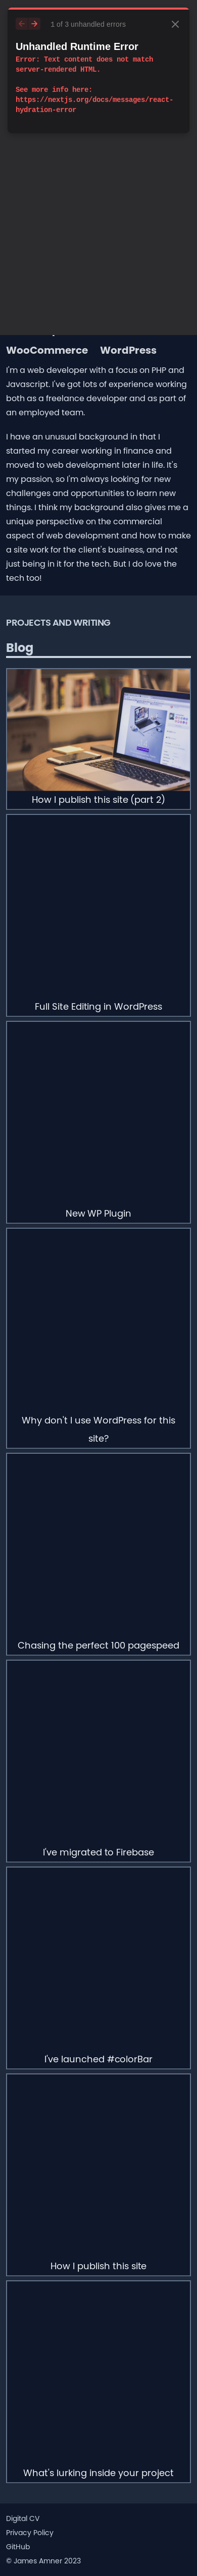 1 of 3 unhandled errors
Unhandled Runtime Error
Error: Text content does not match
server-rendered HTML.
See more info here:
https://nextjs.org/docs/messages/react-
hydration-error
WooCommerce WordPress
I'm a web developer with a focus on PHP and
Javascript. I've got lots of experience working
both as a freelance developer and as part of
an employed team.
I have an unusual background in that I
started my career working in finance and
moved to web development later in life. It's
my passion, so I'm always looking for new
challenges and opportunities to learn new
things. I think my background also gives me a
unique perspective on the commercial
aspect of web development and how to make
a site work for the client's business, and not
just being in it for the tech. But I do love the
tech too!
PROJECTS AND WRITING
Blog
How I publish this site (part 2)
Full Site Editing in WordPress
New WP Plugin
Why don't I use WordPress for this
site?
Chasing the perfect 100 pagespeed
I've migrated to Firebase
I've launched #colorBar
How I publish this site
What's lurking inside your project
Digital CV
Privacy Policy
GitHub
© James Amner 2023